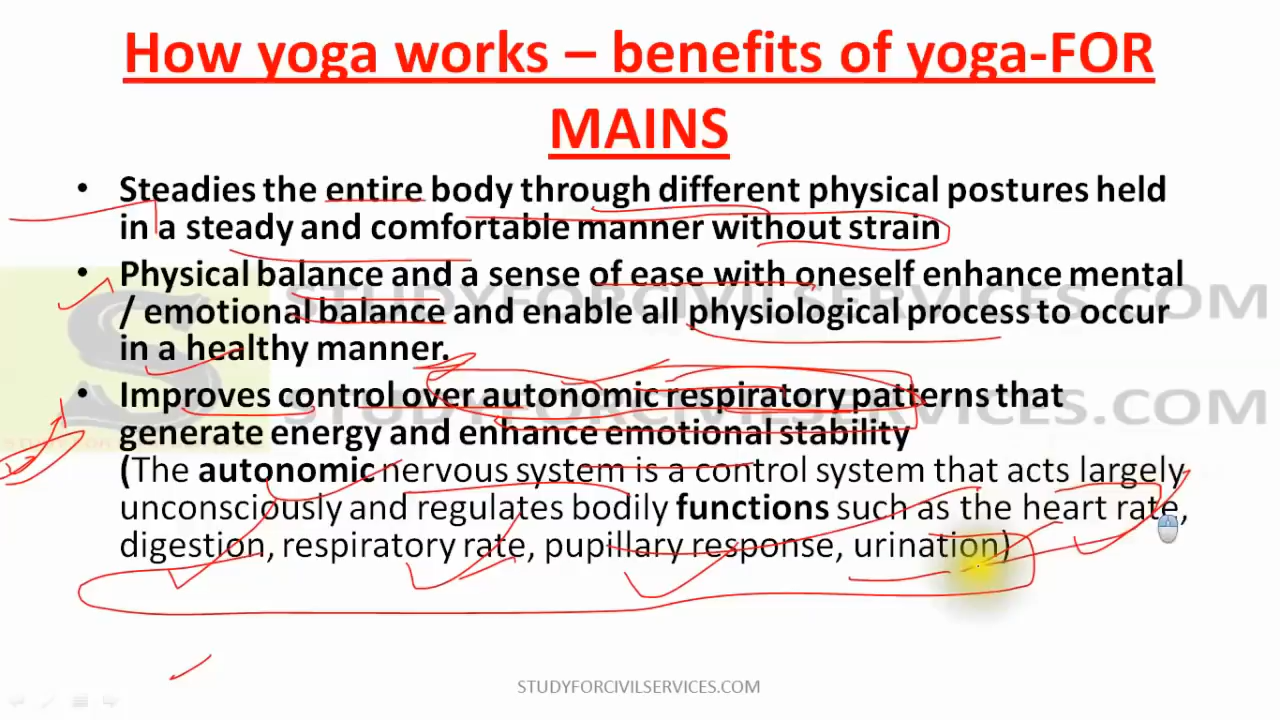 How yoga works – benefits of yoga-FOR
MAINS
• Steadies the entire body through different physical postures held
in a steady and comfortable manner without strain
• Physical balance and a sense of ease with oneself enhance mental
/ emotional balance and enable all physiological process to occur
in a healthy manner.
• Improves control over autonomic respiratory patterns that
generate energy and enhance emotional stability
(The autonomic nervous system is a control system that acts largely
unconsciously and regulates bodily functions such as the heart rate,
digestion, respiratory rate, pupillary response, urination)
STUDYFORCIVILSERVICES.COM
STUDYFORCIVILSERVICES.COM
STUDYFORCIVILSERVICES.COM